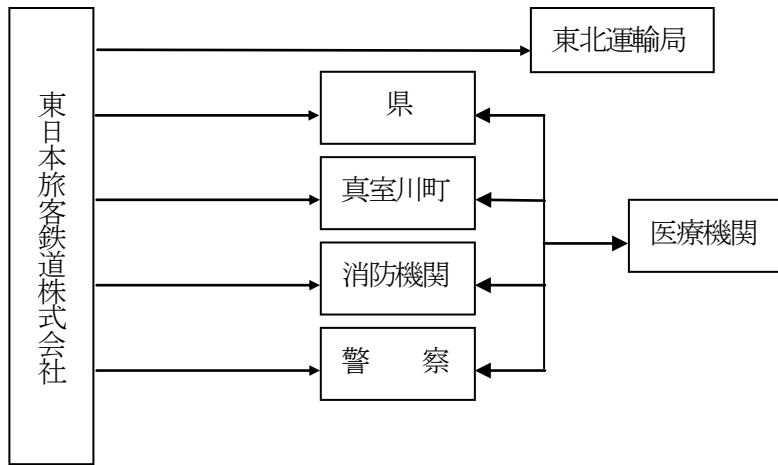 東日本旅客鉄道株式会社
東北運輸局
県
真室川町
消防機関
警　　察
医療機関